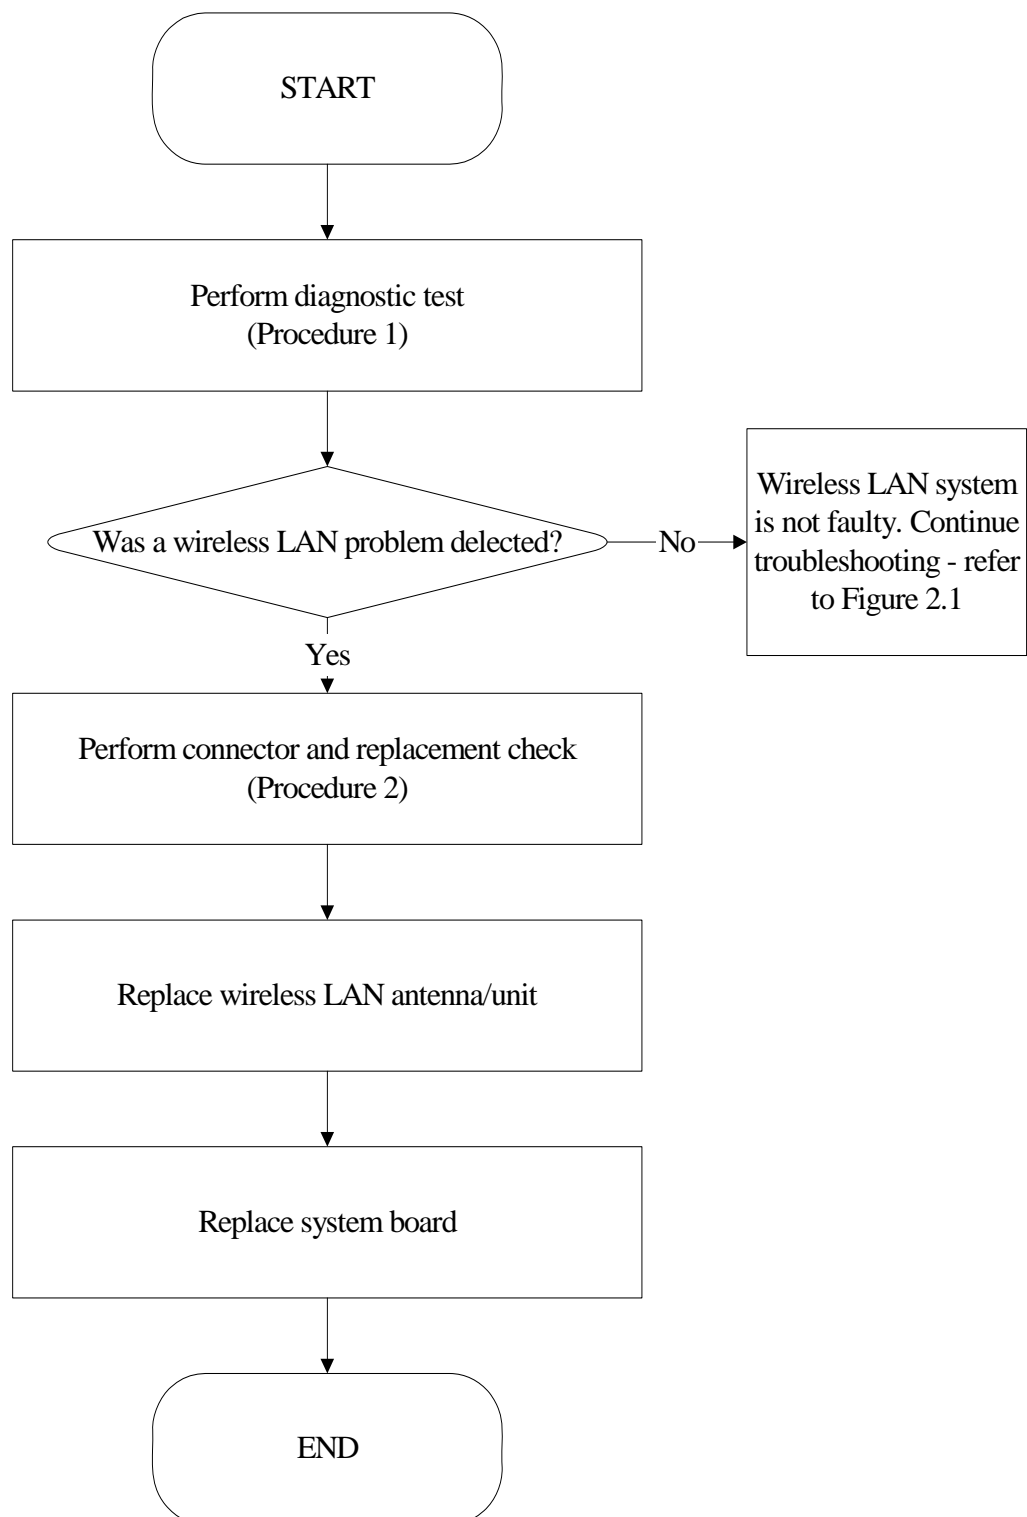 START
Perform diagnostic test
(Procedure 1)
Was a wireless LAN problem delected?
No
Wireless LAN system
is not faulty. Continue
troubleshooting - refer
to Figure 2.1
Yes
Perform connector and replacement check
(Procedure 2)
Replace wireless LAN antenna/unit
Replace system board
END